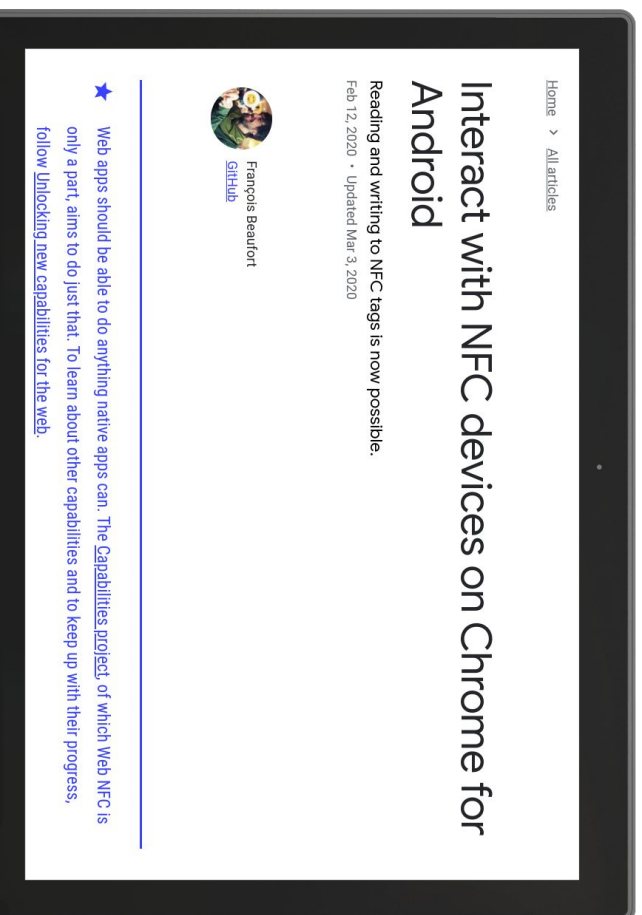 Home > All articles
Interact with NFC devices on Chrome for
Android
Reading and writing to NFC tags is now possible.
Feb 12, 2020 • Updated Mar 3, 2020
François Beaufort
GitHub
★ Web apps should be able to do anything native apps can. The Capabilities project, of which Web NFC is
only a part, aims to do just that. To learn about other capabilities and to keep up with their progress,
follow Unlocking new capabilities for the web.